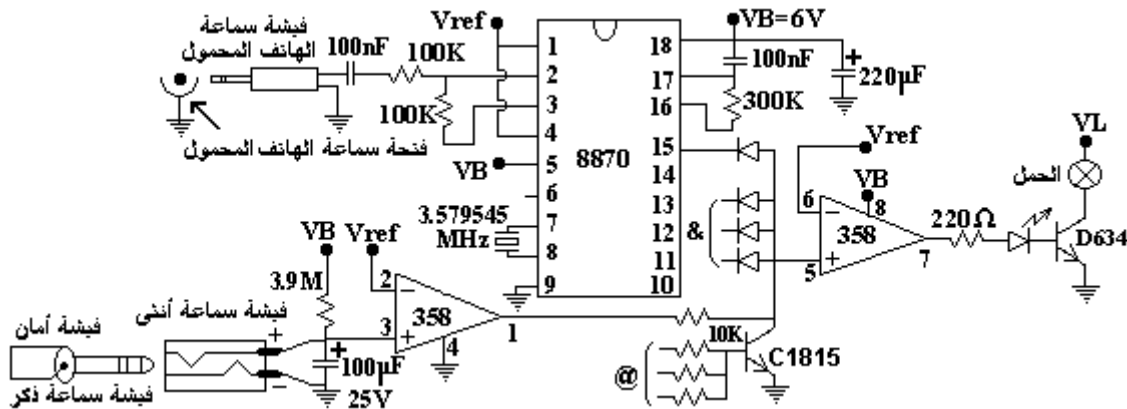 فيشة سماعة
الهاتف المحمول
100nF
100K
100K
فتحة سماعة الهاتف المحمول
Vref
VB
1
2
3
4
5
6
7
8
9
18
17
16
15
14
13
12
11
10
8870
3.579545
MHz
VB=6V
100nF
+
220µF
300K
Vref
VB
6
8
-
358
+
5
7
220Ω
VL
الحمل
D634
&
VB
Vref
3.9M
2
-
358
3
+
4
1
فيشة سماعة أنثى
فيشة أمان
+
-
+
100µF
25V
فيشة سماعة ذكر
10K
@
C1815